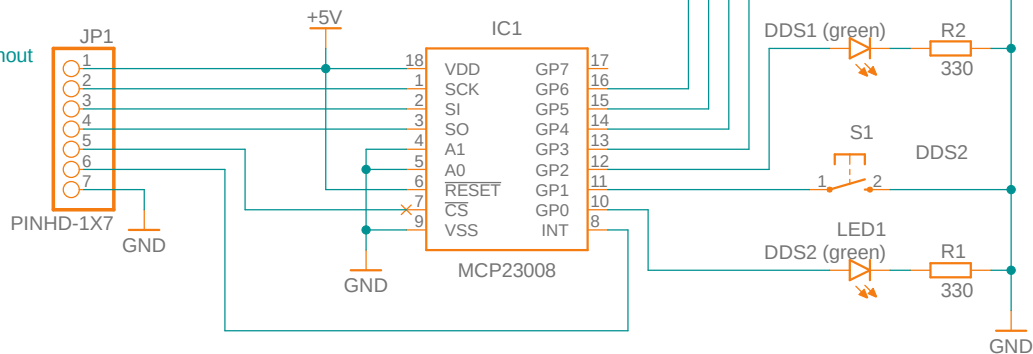 +5V
JP1
nout
1
2
3
4
5
6
7
PINHD-1X7
GND
GND
IC1
18 VDD GP7 17
1 SCK GP6 16
2 SI GP5 15
3 SO GP4 14
4 A1 GP3 13
5 A0 GP2 12
6 RESET GP1 11
7 CS GP0 10
9 VSS INT 8
MCP23008
DDS1 (green)
R2
330
S1
DDS2
1 2
LED1
DDS2 (green)
R1
330
GND